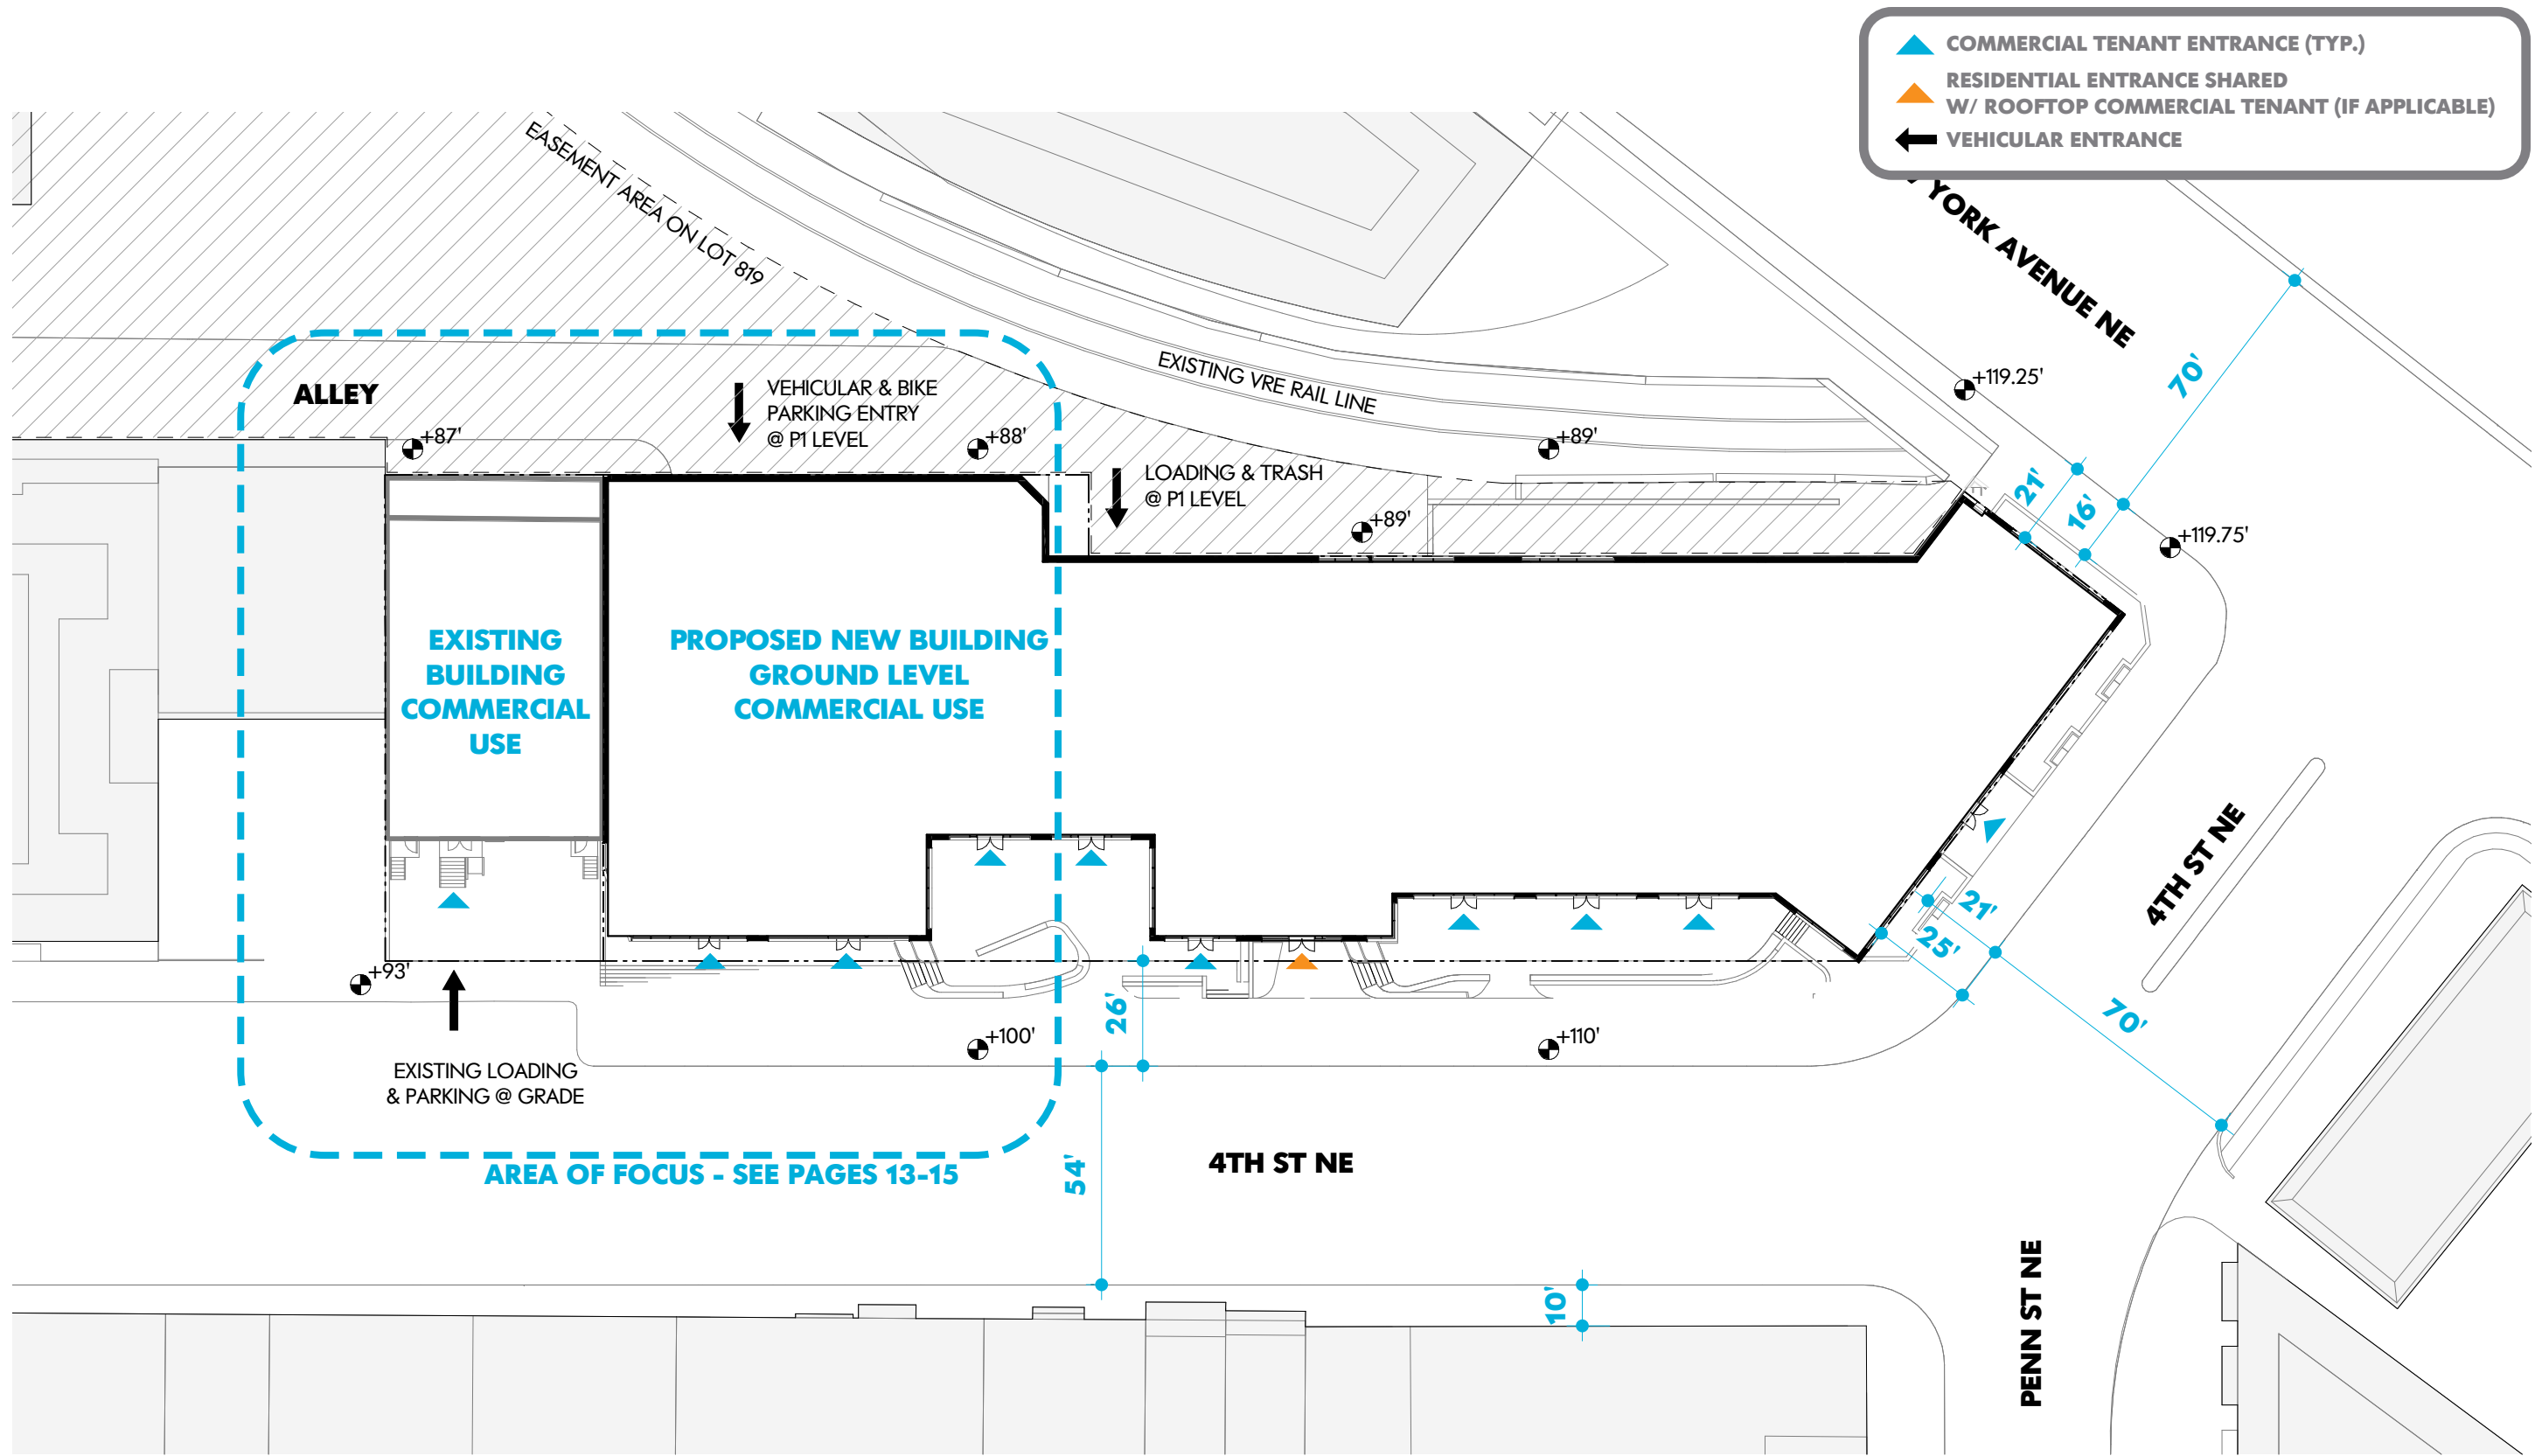 COMMERCIAL TENANT ENTRANCE (TYP.)
RESIDENTIAL ENTRANCE SHARED
W/ ROOFTOP COMMERCIAL TENANT (IF APPLICABLE)
VEHICULAR ENTRANCE
YORK AVENUE NE
EASEMENT AREA ON LOT 819
EXISTING VRE RAIL LINE
70'
+119.25'
ALLEY
VEHICULAR & BIKE
PARKING ENTRY
@ P1 LEVEL
+87'
+88'
+89'
LOADING & TRASH
@ P1 LEVEL
+89'
21'
16'
+119.75'
EXISTING
BUILDING
COMMERCIAL
USE
PROPOSED NEW BUILDING
GROUND LEVEL
COMMERCIAL USE
4TH ST NE
21'
25'
70'
+93'
26'
+100'
+110'
EXISTING LOADING
& PARKING @ GRADE
AREA OF FOCUS - SEE PAGES 13-15
54'
4TH ST NE
10'
PENN ST NE